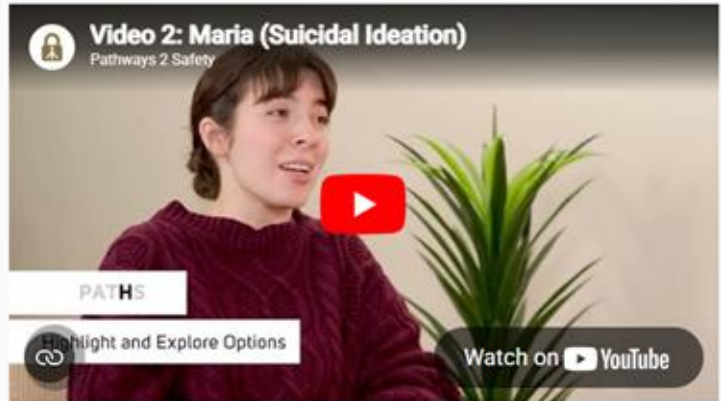 Video 2: Maria (Suicidal Ideation)
Pathways 2 Safety
PATHS
Highlight and Explore Options
Watch on YouTube